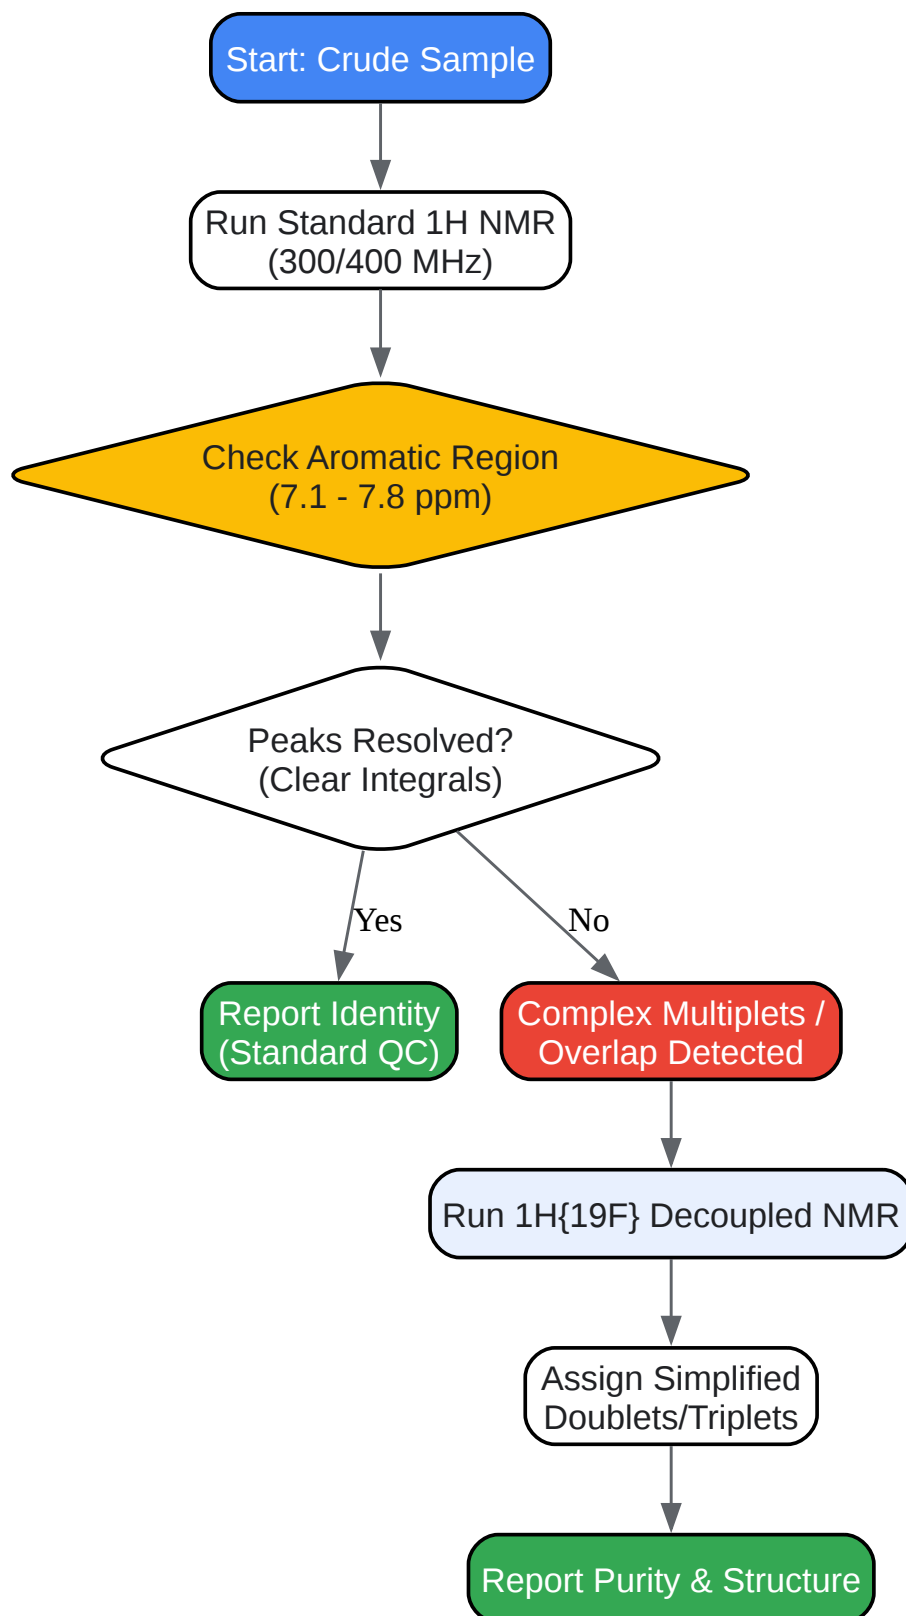 Start: Crude Sample
Run Standard 1H NMR
(300/400 MHz)
Check Aromatic Region
(7.1 - 7.8 ppm)
Peaks Resolved?
(Clear Integrals)
Yes
No
Report Identity
(Standard QC)
Complex Multiplets /
Overlap Detected
Run 1H{19F} Decoupled NMR
Assign Simplified
Doublets/Triplets
Report Purity & Structure